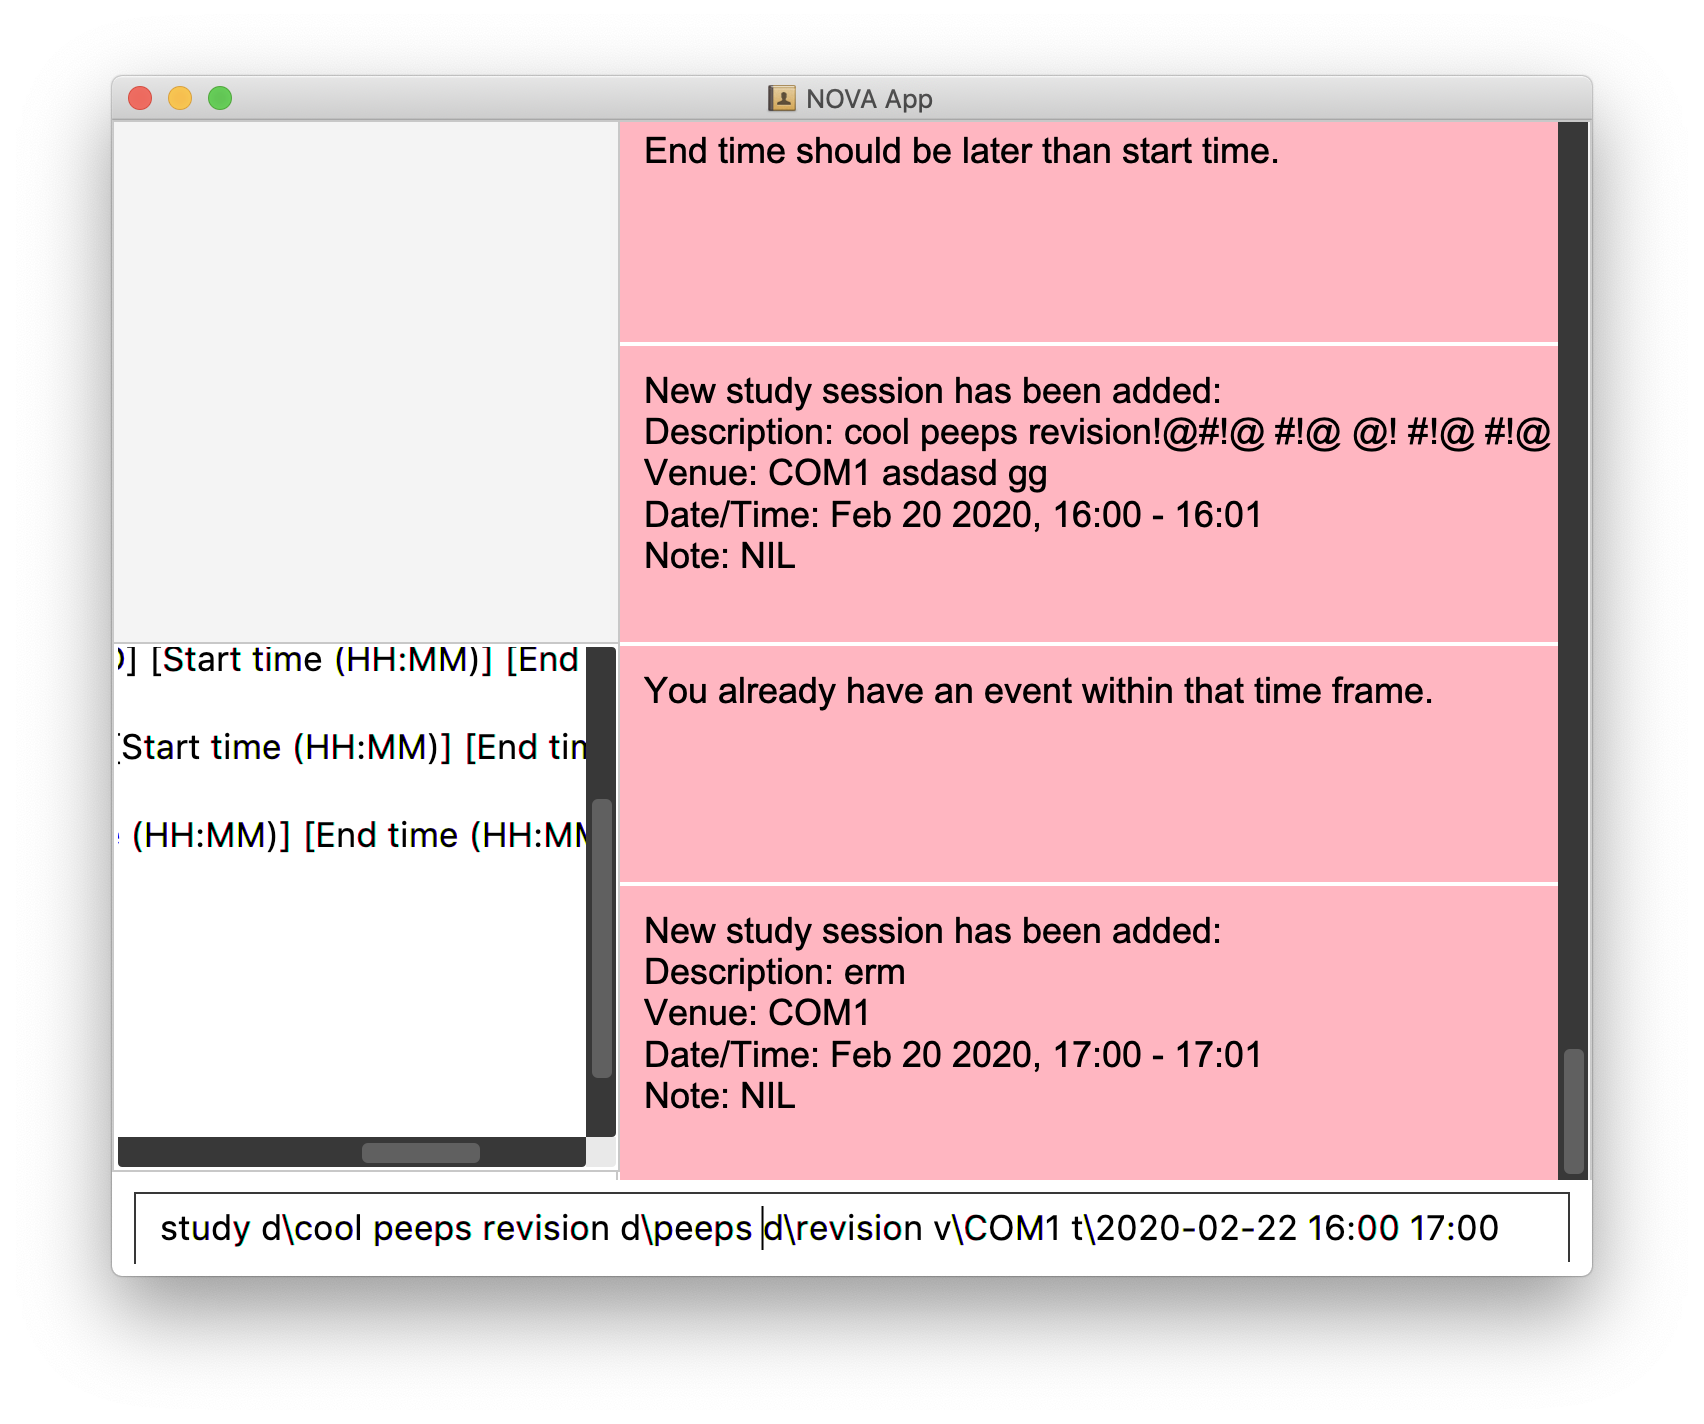 NOVA App
End time should be later than start time.
New study session has been added:
Description: cool peeps revision!@#!@ #!@ @! #!@ #!@
Venue: COM1 asdasd gg
Date/Time: Feb 20 2020, 16:00 - 16:01
Note: NIL
You already have an event within that time frame.
New study session has been added:
Description: erm
Venue: COM1
Date/Time: Feb 20 2020, 17:00 - 17:01
Note: NIL
] [Start time (HH:MM)] [End
[Start time (HH:MM)] [End tim
(HH:MM)] [End time (HH:MM
study d\cool peeps revision d\peeps d\revision v\COM1 t\2020-02-22 16:00 17:00